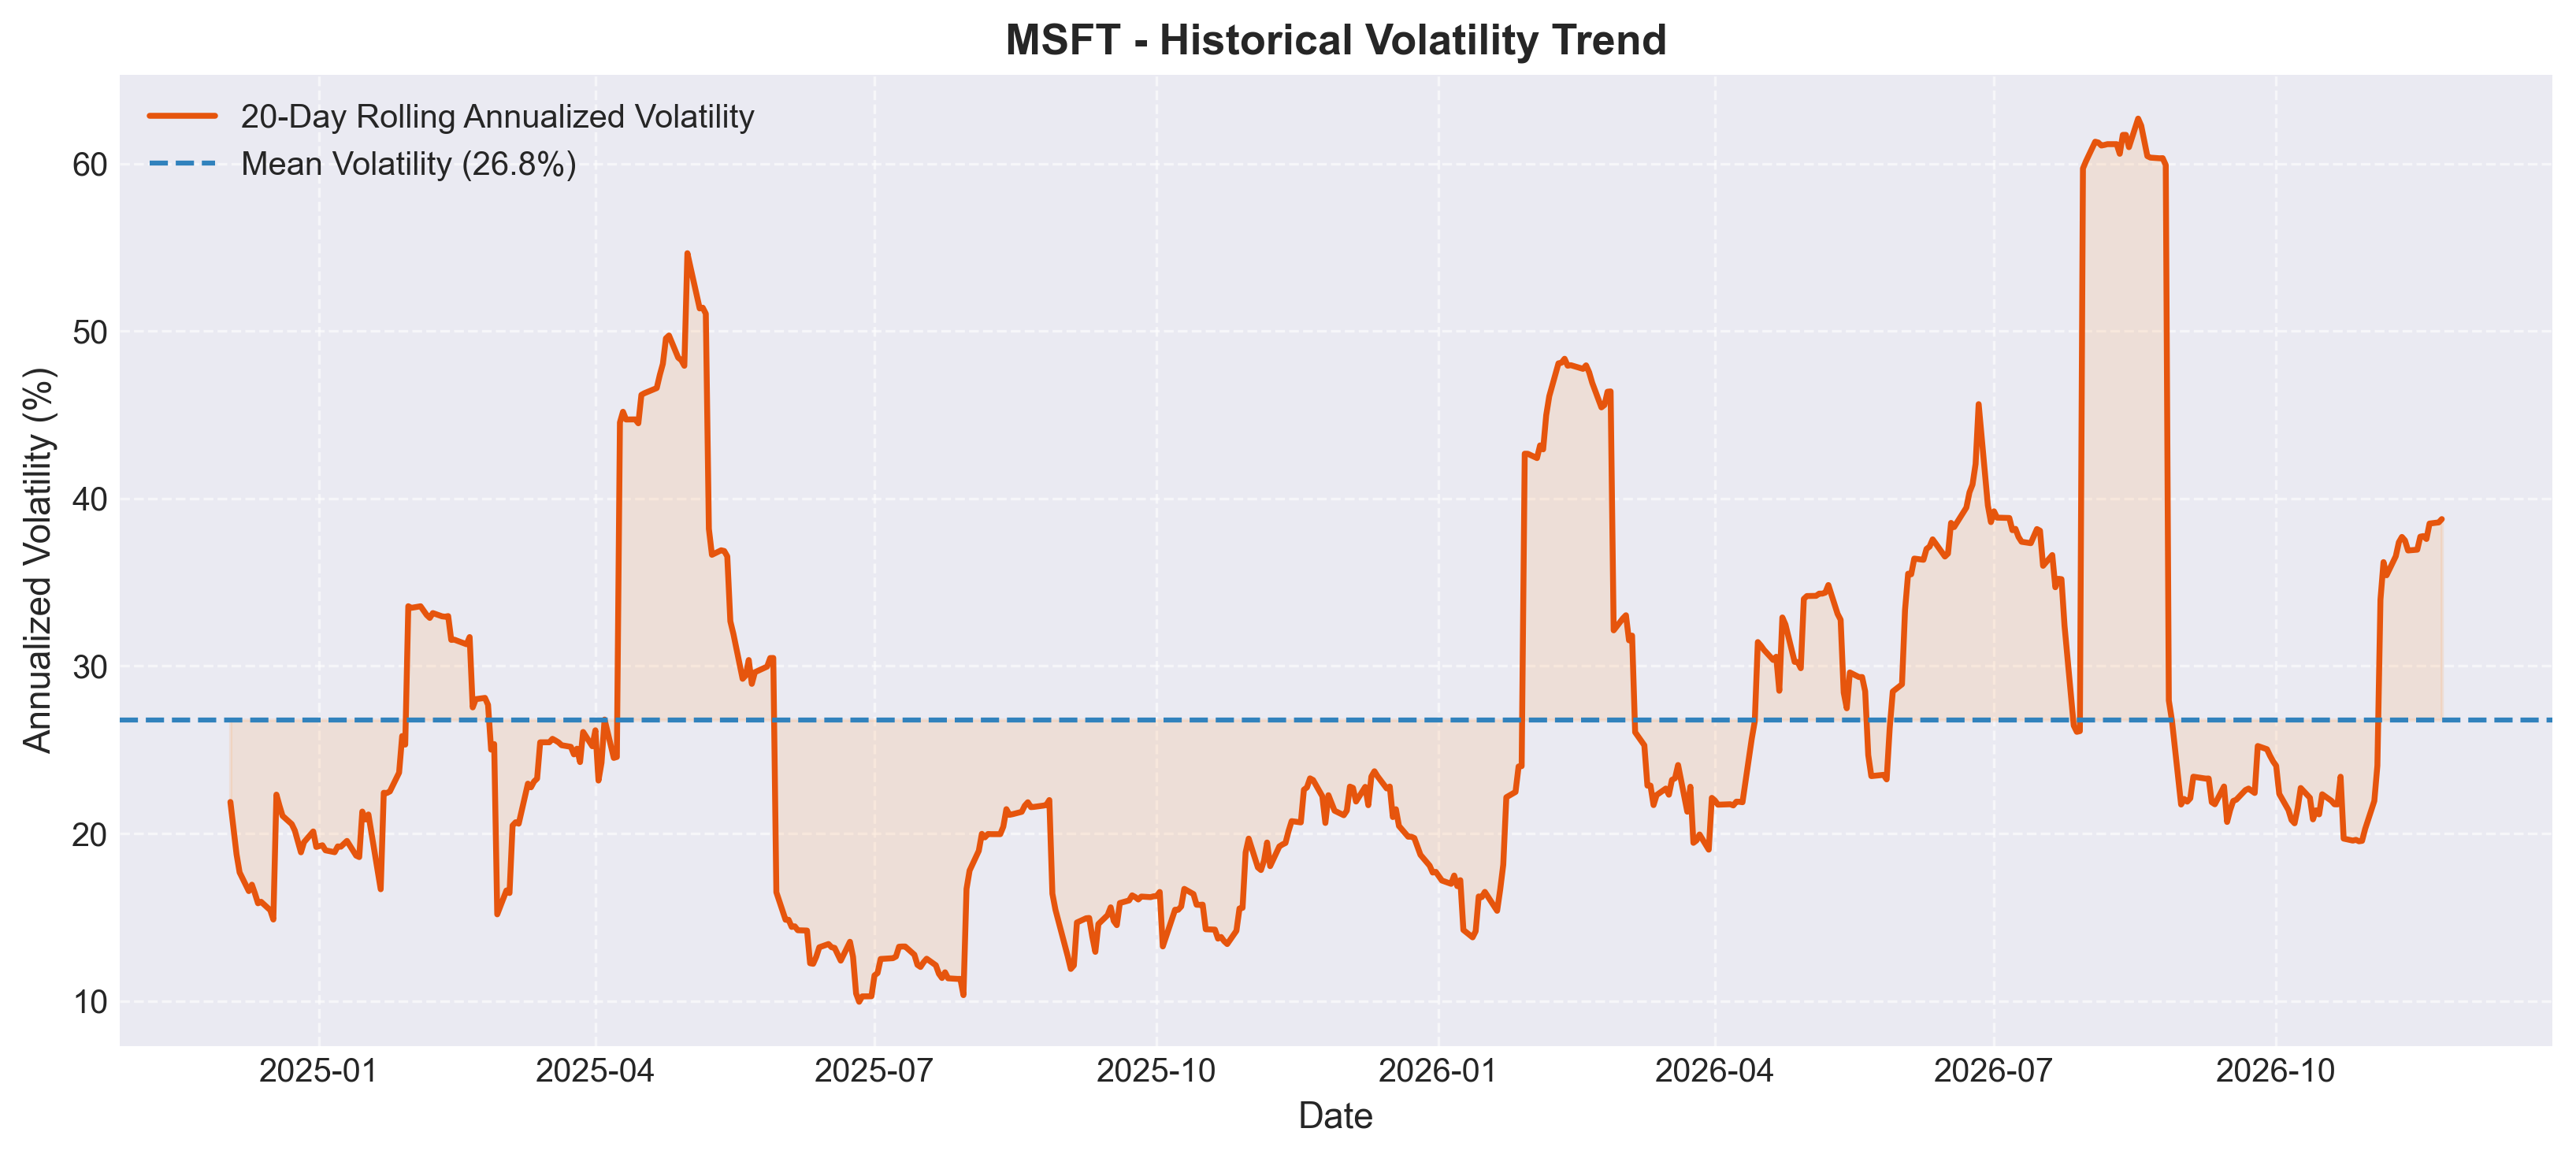 MSFT - Historical Volatility Trend
20-Day Rolling Annualized Volatility
Mean Volatility (26.8%)
Annualized Volatility (%)
60
50
40
30
20
10
2025-01 2025-04 2025-07 2025-10 2026-01 2026-04 2026-07 2026-10
Date